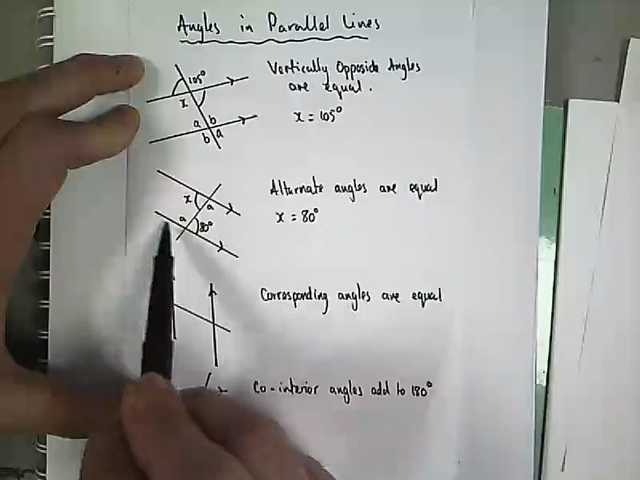 Angles in Parallel Lines
105°
x
Vertically Opposite Angles
are equal.
x = 105°
a b
b a
x a
a 80°
Alternate angles are equal
x = 80°
Corresponding angles are equal
Co-interior angles add to 180°